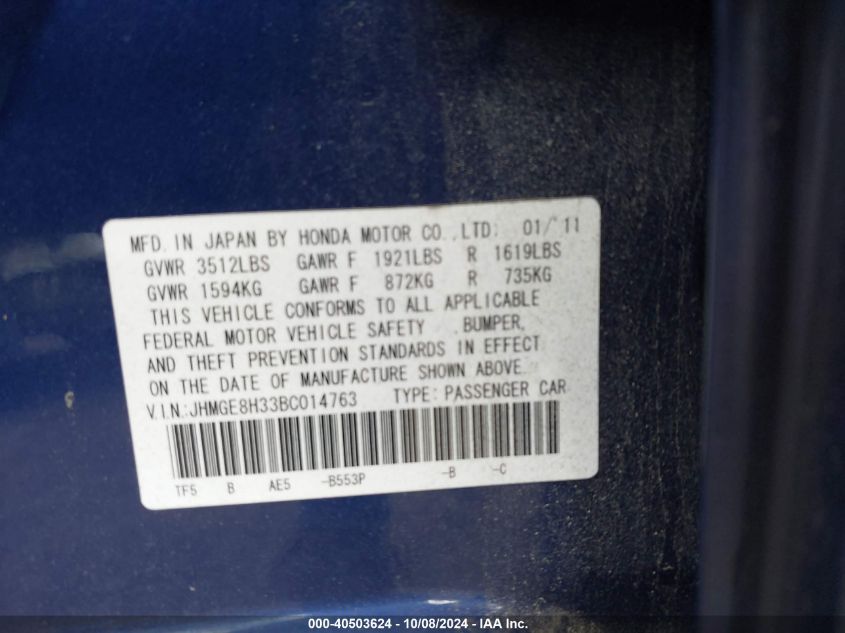 MFD. IN JAPAN BY HONDA MOTOR CO.,LTD. 01/'11
GVWR 3512LBS GAWR F 1921LBS R 1619LBS
GVWR 1594KG GAWR F 872KG R 735KG
THIS VEHICLE CONFORMS TO ALL APPLICABLE
FEDERAL MOTOR VEHICLE SAFETY , BUMPER,
AND THEFT PREVENTION STANDARDS IN EFFECT
ON THE DATE OF MANUFACTURE SHOWN ABOVE.
V.I.N.:JHMGE8H33BC014763 TYPE: PASSENGER CAR
TF5 B AE5 -B553P -B -C
000-40503624 - 10/08/2024 - IAA Inc.